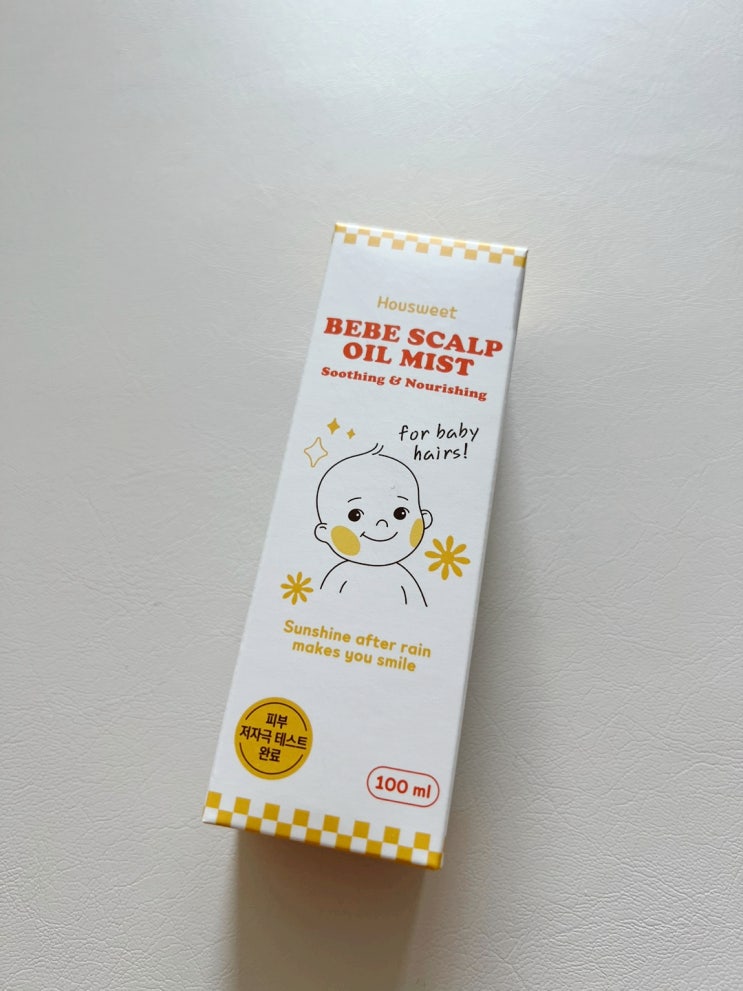 Housweet
BEBE SCALP
OIL MIST
Soothing & Nourishing
for baby
hairs!
Sunshine after rain
makes you smile
피부
저자극 테스트
완료
100 ml